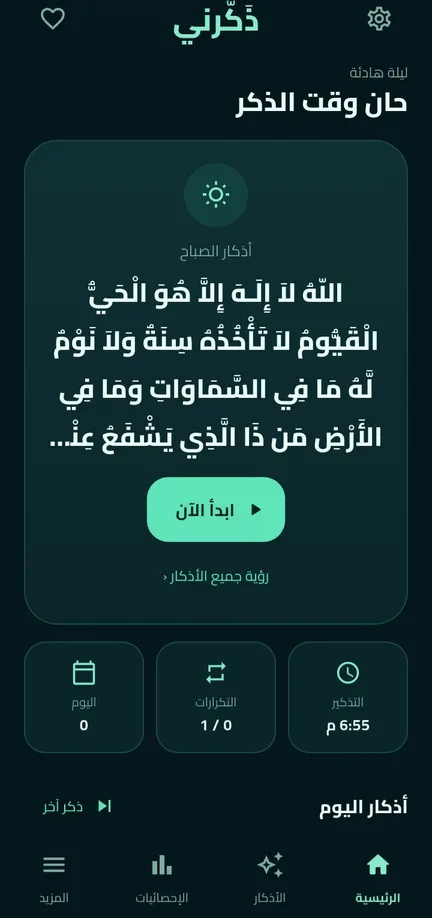 ذَكّرني
ليلة هادئة
حان وقت الذكر
أذكار الصباح
اللّهُ لاَ إِلَـهَ إِلاَّ هُوَ الْحَيُّ
الْقَيُّومُ لاَ تَأْخُذُهُ سِنَةٌ وَلاَ نَوْمٌ
لَّهُ مَا فِي السَّمَاوَاتِ وَمَا فِي
الأَرْضِ مَن ذَا الَّذِي يَشْفَعُ عِنْ...
ابدأ الآن
رؤية جميع الأذكار ‹
التذكير
6:55 م
التكرارات
0 / 1
اليوم
0
أذكار اليوم
ذكر آخر
الرئيسية
الأذكار
الإحصائيات
المزيد